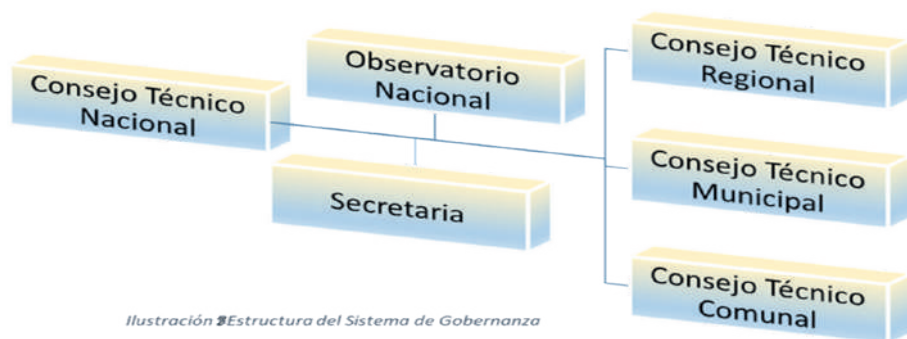 Consejo Técnico
Nacional
Observatorio
Nacional
Secretaria
Consejo Técnico
Regional
Consejo Técnico
Municipal
Consejo Técnico
Comunal
Ilustración Estructura del Sistema de Gobernanza